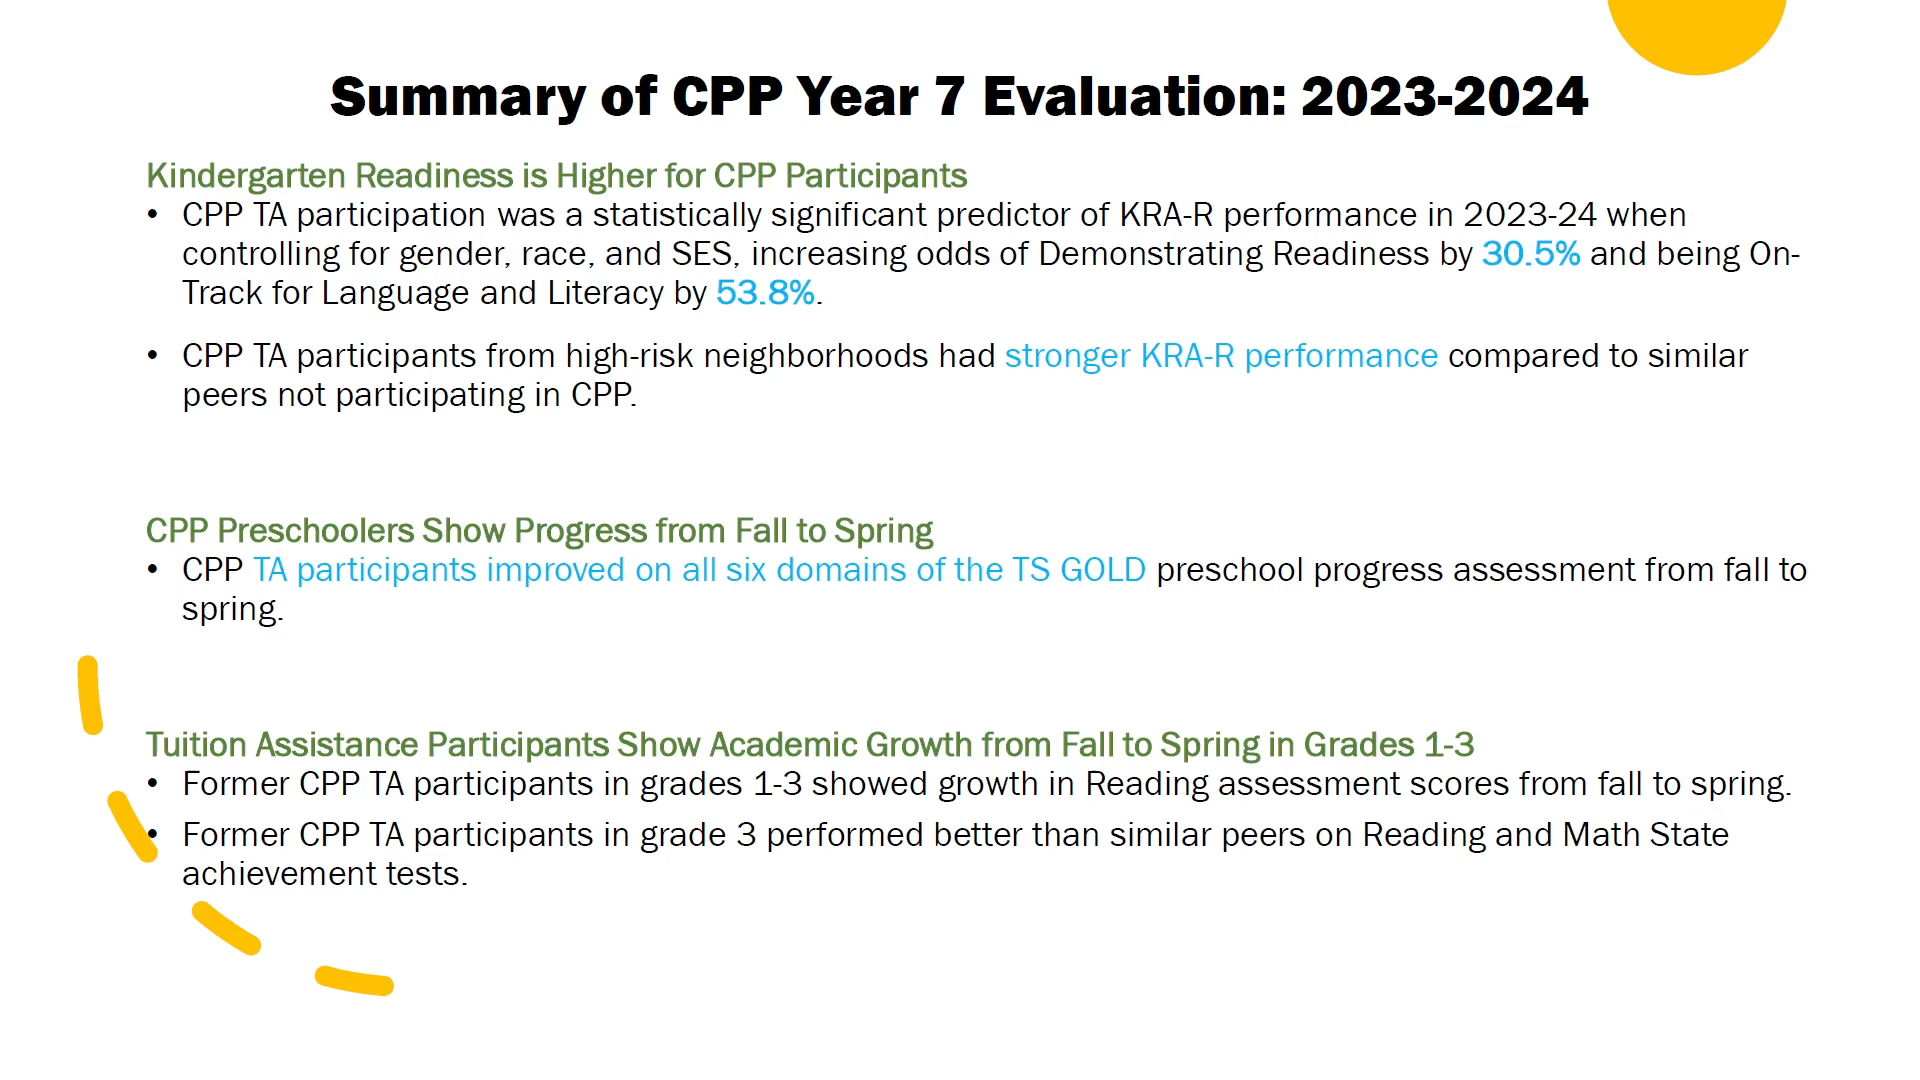 Summary of CPP Year 7 Evaluation: 2023-2024
Kindergarten Readiness is Higher for CPP Participants
• CPP TA participation was a statistically significant predictor of KRA-R performance in 2023-24 when
controlling for gender, race, and SES, increasing odds of Demonstrating Readiness by 30.5% and being On-
Track for Language and Literacy by 53.8%.
• CPP TA participants from high-risk neighborhoods had stronger KRA-R performance compared to similar
peers not participating in CPP.
CPP Preschoolers Show Progress from Fall to Spring
• CPP TA participants improved on all six domains of the TS GOLD preschool progress assessment from fall to
spring.
Tuition Assistance Participants Show Academic Growth from Fall to Spring in Grades 1-3
• Former CPP TA participants in grades 1-3 showed growth in Reading assessment scores from fall to spring.
• Former CPP TA participants in grade 3 performed better than similar peers on Reading and Math State
achievement tests.